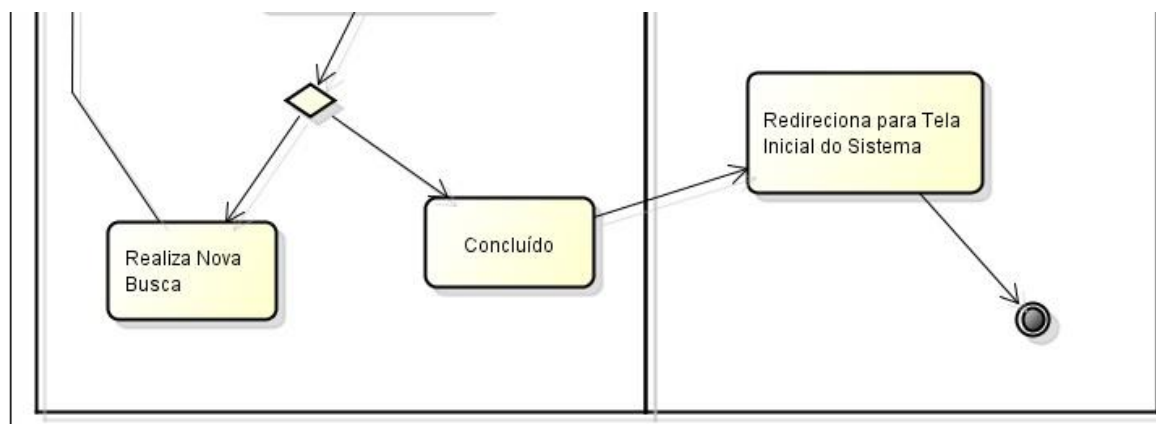 Redireciona para Tela
Inicial do Sistema
Realiza Nova
Busca
Concluído